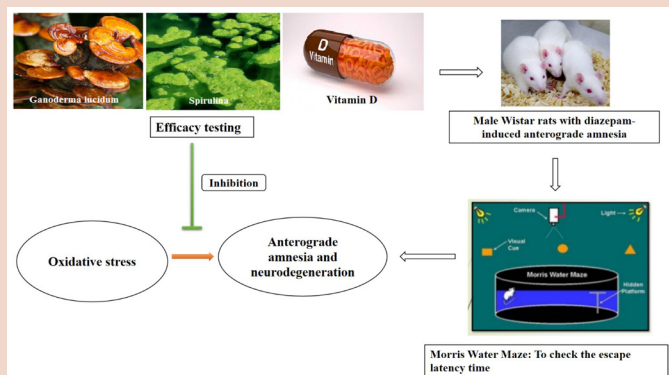 Ganoderma lucidum
Spirulina
D
Vitamin
Vitamin D
Efficacy testing
Male Wistar rats with diazepam-
induced anterograde amnesia
Inhibition
Oxidative stress
Anterograde
amnesia and
neurodegeneration
Camera
Light
Visual
Cue
Morris Water Maze
Hidden
Platform
Morris Water Maze: To check the escape
latency time